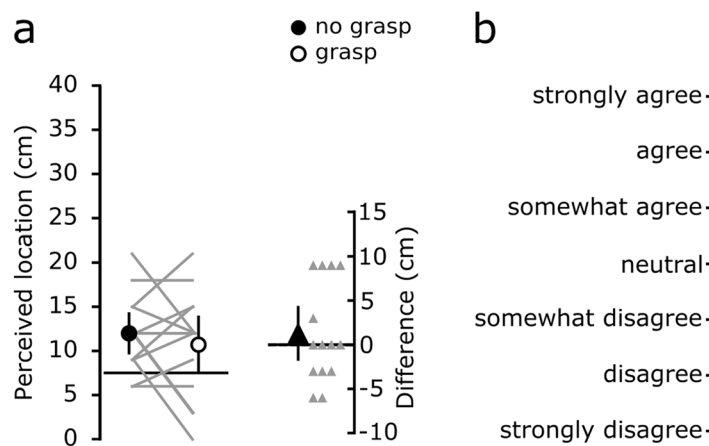 a
no grasp
grasp
b
Perceived location (cm)
40
35
30
25
20
15
10
5
0
15
10
5
0
-5
-10
Difference (cm)
strongly agree
agree
somewhat agree
neutral
somewhat disagree
disagree
strongly disagree